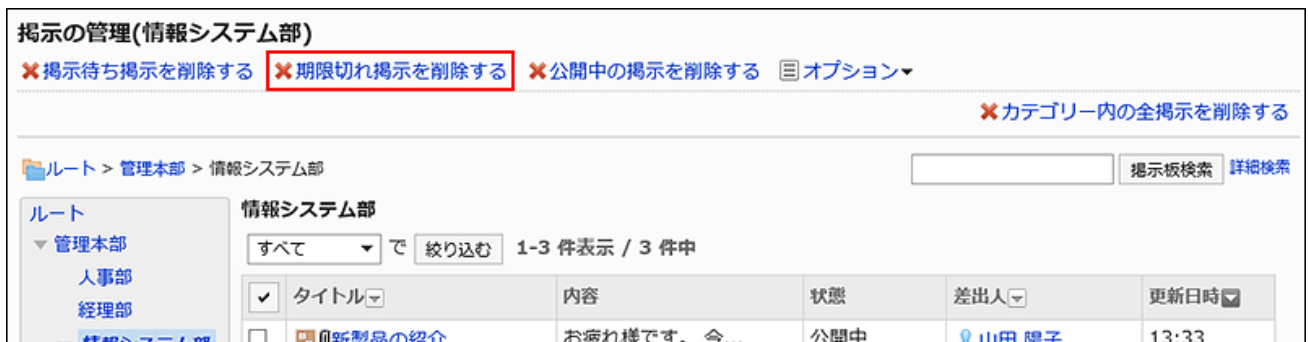 掲示の管理(情報システム部)
掲示待ち掲示を削除する 期限切れ掲示を削除する 公開中の掲示を削除する オプション
カテゴリー内の全掲示を削除する
ルート > 管理本部 > 情報システム部 掲示板検索 詳細検索
ルート
管理本部
人事部
経理部
情報システム部
情報システム部
すべて で 絞り込む 1-3 件表示 / 3 件中
タイトル 内容 状態 差出人 更新日時
新製品の紹介 お疲れ様です。 今... 公開中 山田 陽子 13:33